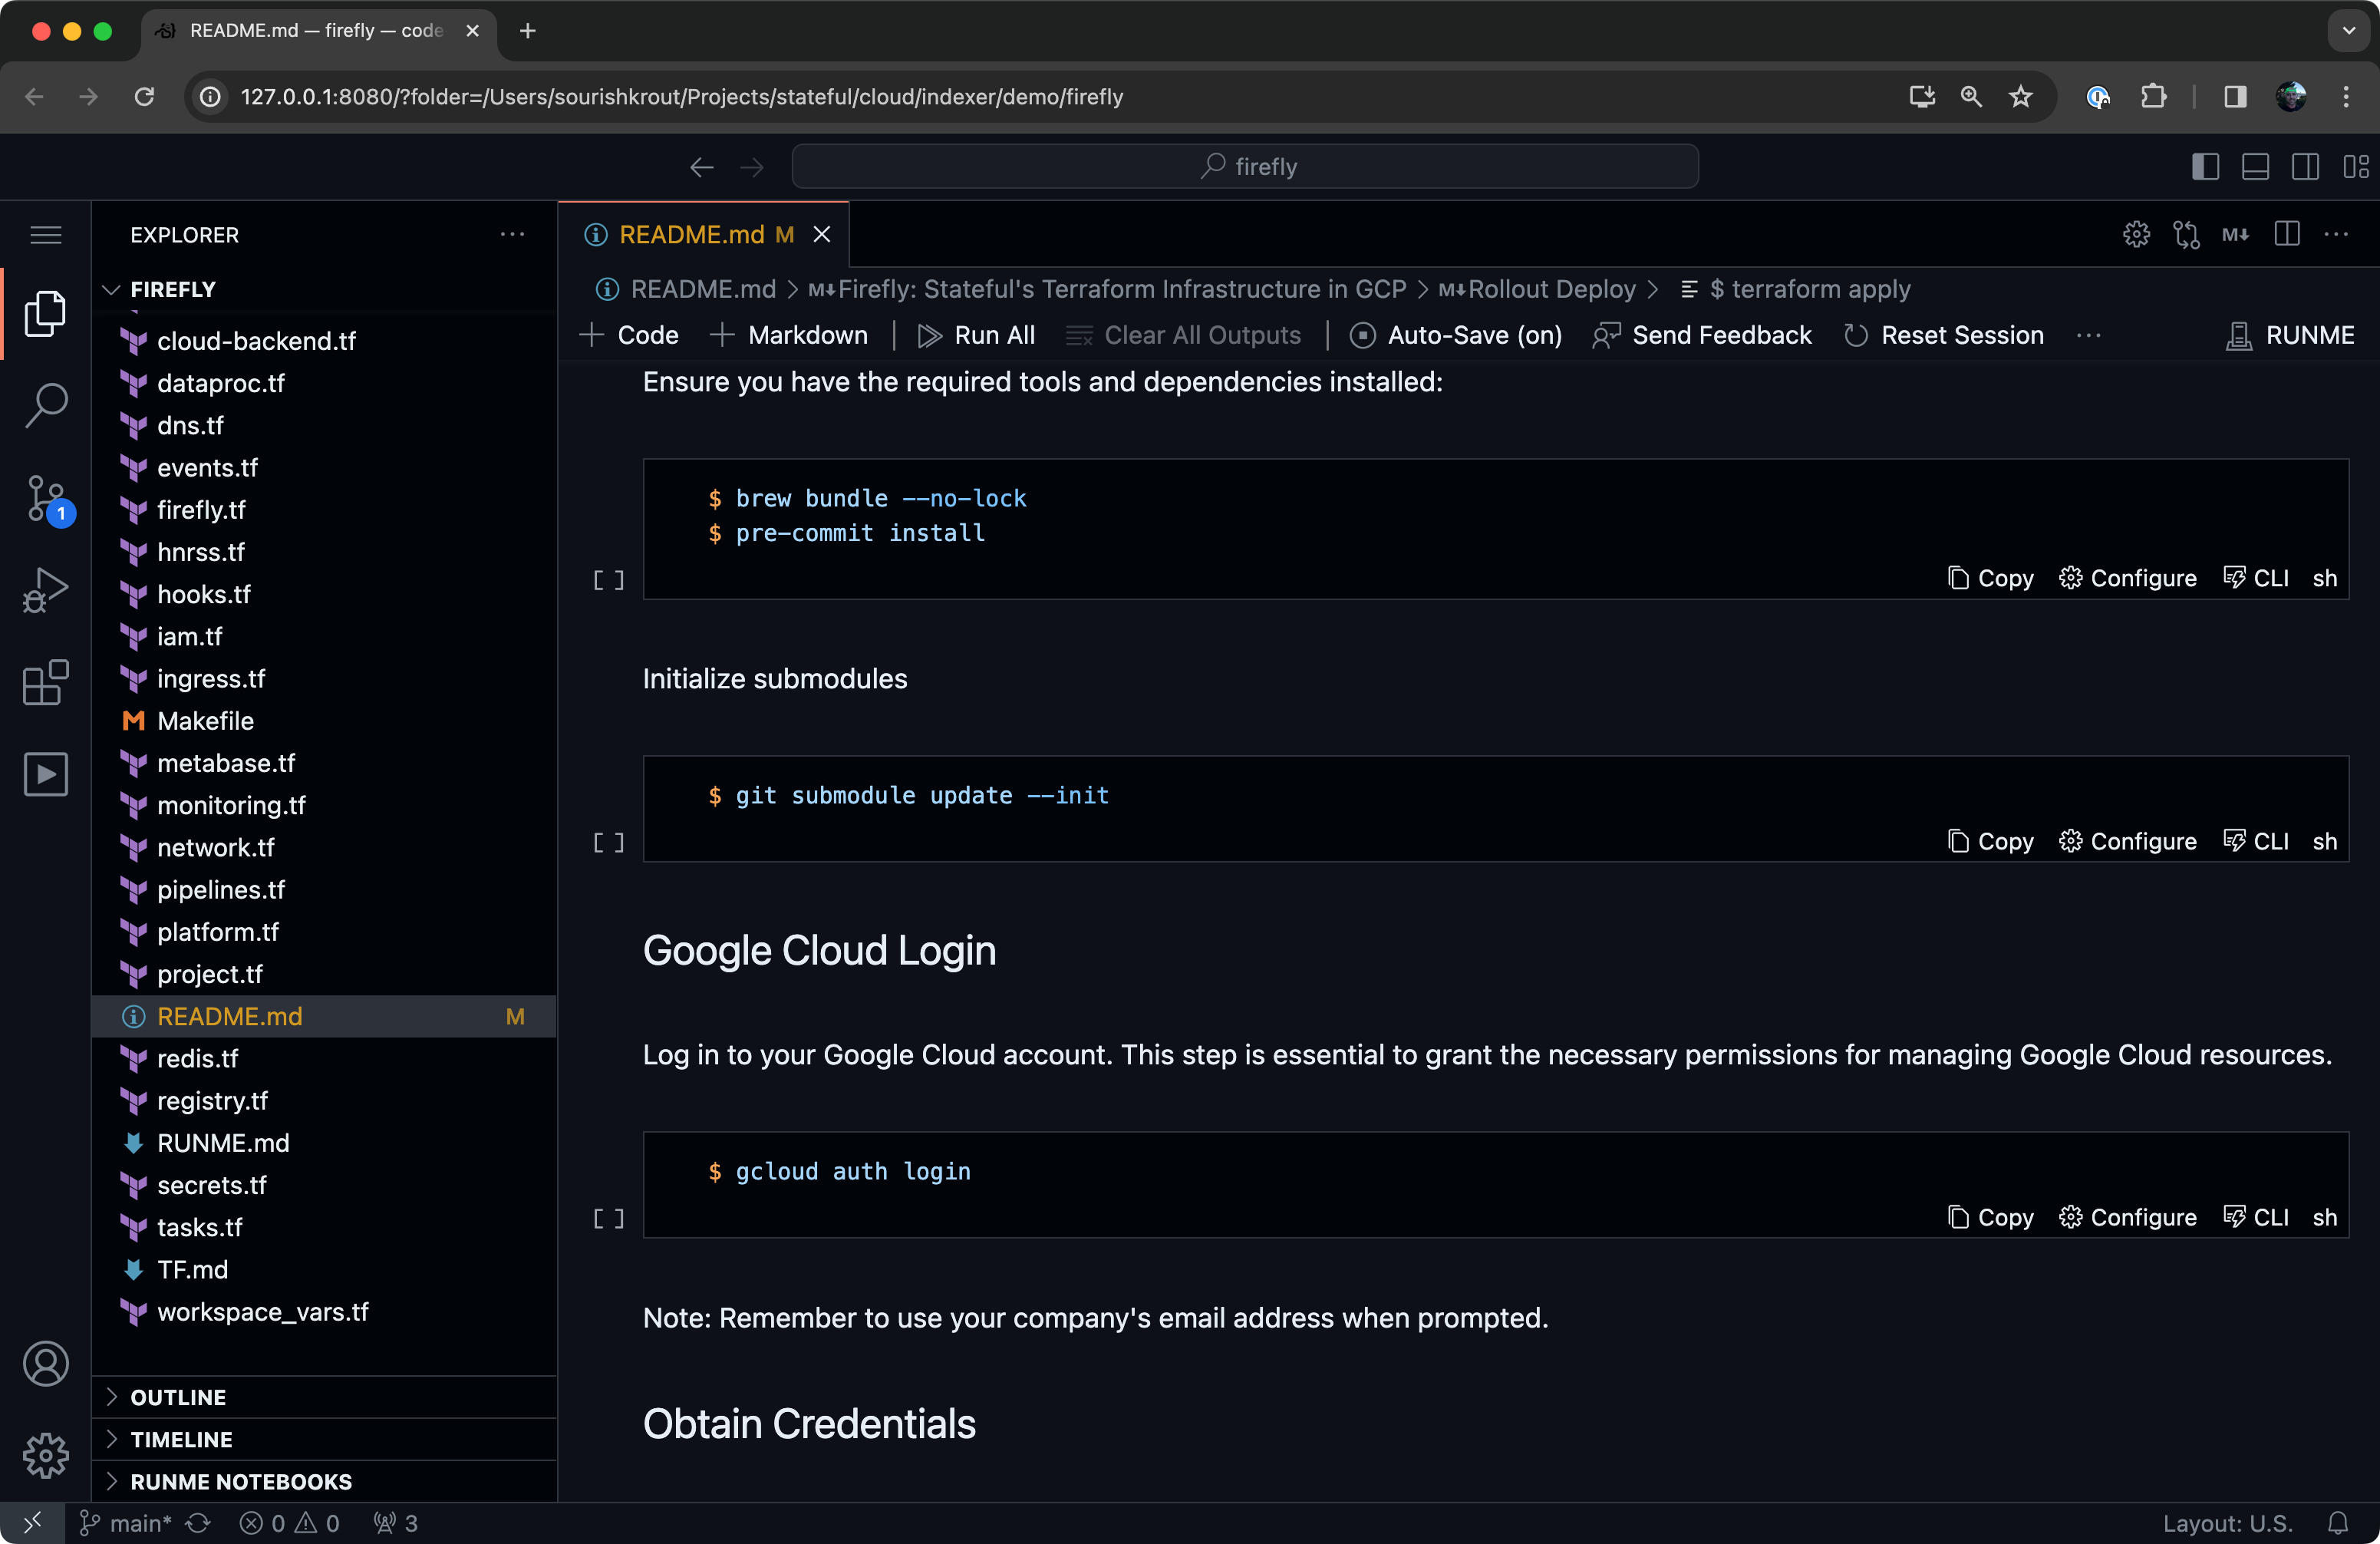 README.md — firefly — code
127.0.0.1:8080/?folder=/Users/sourishkrout/Projects/stateful/cloud/indexer/demo/firefly
firefly
EXPLORER
FIREFLY
cloud-backend.tf
dataproc.tf
dns.tf
events.tf
firefly.tf
hnrss.tf
hooks.tf
iam.tf
ingress.tf
Makefile
metabase.tf
monitoring.tf
network.tf
pipelines.tf
platform.tf
project.tf
README.md M
redis.tf
registry.tf
RUNME.md
secrets.tf
tasks.tf
TF.md
workspace_vars.tf
OUTLINE
TIMELINE
RUNME NOTEBOOKS
1
README.md M
README.md > Firefly: Stateful's Terraform Infrastructure in GCP > Rollout Deploy > $ terraform apply
+ Code + Markdown | Run All Clear All Outputs | Auto-Save (on) Send Feedback Reset Session ··· RUNME
Ensure you have the required tools and dependencies installed:
$ brew bundle --no-lock
$ pre-commit install
[ ] Copy Configure CLI sh
Initialize submodules
$ git submodule update --init
[ ] Copy Configure CLI sh
Google Cloud Login
Log in to your Google Cloud account. This step is essential to grant the necessary permissions for managing Google Cloud resources.
$ gcloud auth login
[ ] Copy Configure CLI sh
Note: Remember to use your company's email address when prompted.
Obtain Credentials
main* 0 0 3 Layout: U.S.